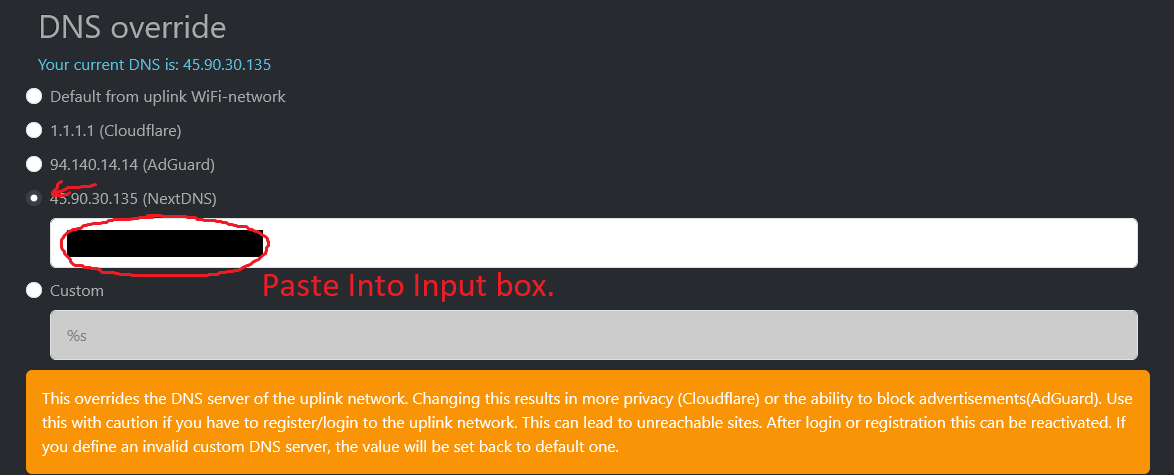 DNS override
Your current DNS is: 45.90.30.135
Default from uplink WiFi-network
1.1.1.1 (Cloudflare)
94.140.14.14 (AdGuard)
45.90.30.135 (NextDNS)
Paste Into Input box.
Custom
%s
This overrides the DNS server of the uplink network. Changing this results in more privacy (Cloudflare) or the ability to block advertisements(AdGuard). Use
this with caution if you have to register/login to the uplink network. This can lead to unreachable sites. After login or registration this can be reactivated. If
you define an invalid custom DNS server, the value will be set back to default one.